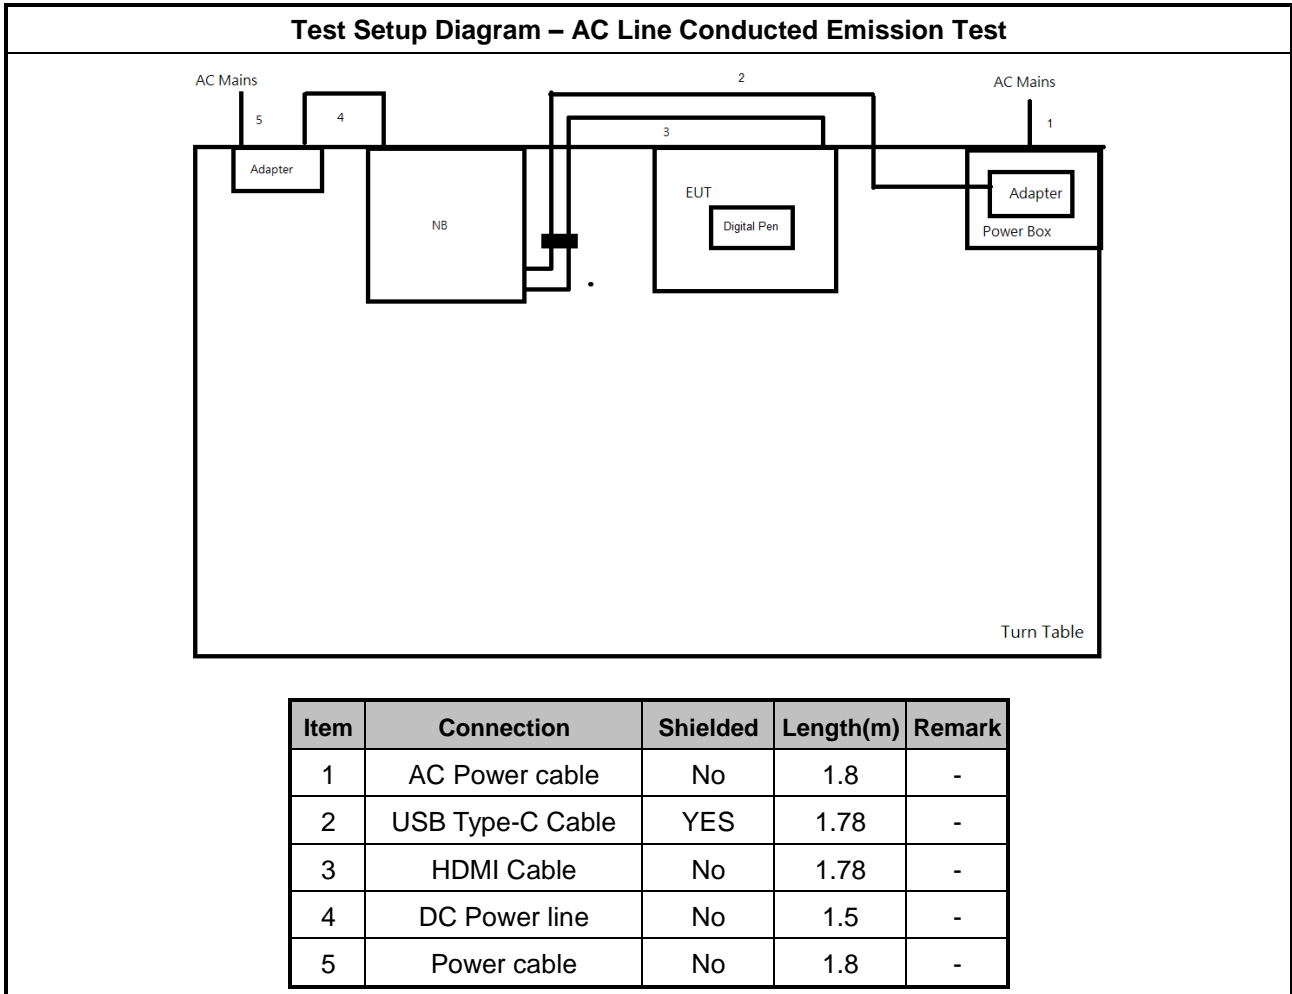 Test Setup Diagram – AC Line Conducted Emission Test
AC Mains
2
AC Mains
5
4
3
1
Adapter
NB
EUT
Digital Pen
Adapter
Power Box
Turn Table
Item Connection Shielded Length(m) Remark
1 AC Power cable No 1.8 -
2 USB Type-C Cable YES 1.78 -
3 HDMI Cable No 1.78 -
4 DC Power line No 1.5 -
5 Power cable No 1.8 -